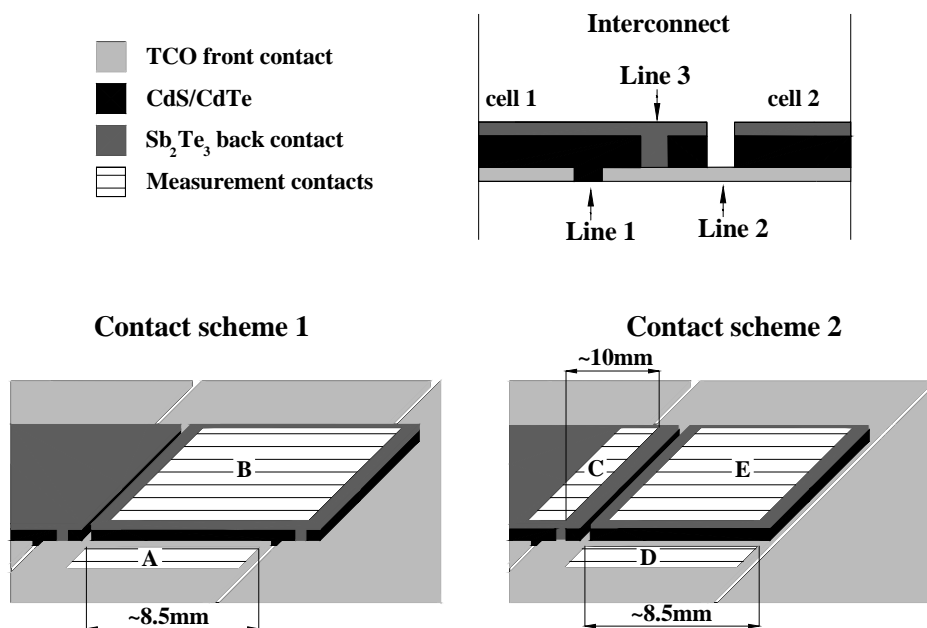 Interconnect
TCO front contact
CdS/CdTe
Sb2Te3 back contact
Measurement contacts
Line 3
cell 1
cell 2
Line 1
Line 2
Contact scheme 1
Contact scheme 2
~10mm
B
A
~8.5mm
C
E
D
~8.5mm